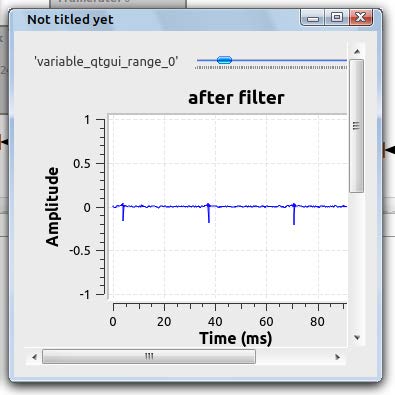 Not titled yet
'variable_qtgui_range_0'
after filter
1
0.5
0
-0.5
-1
Amplitude
0 20 40 60 80
Time (ms)